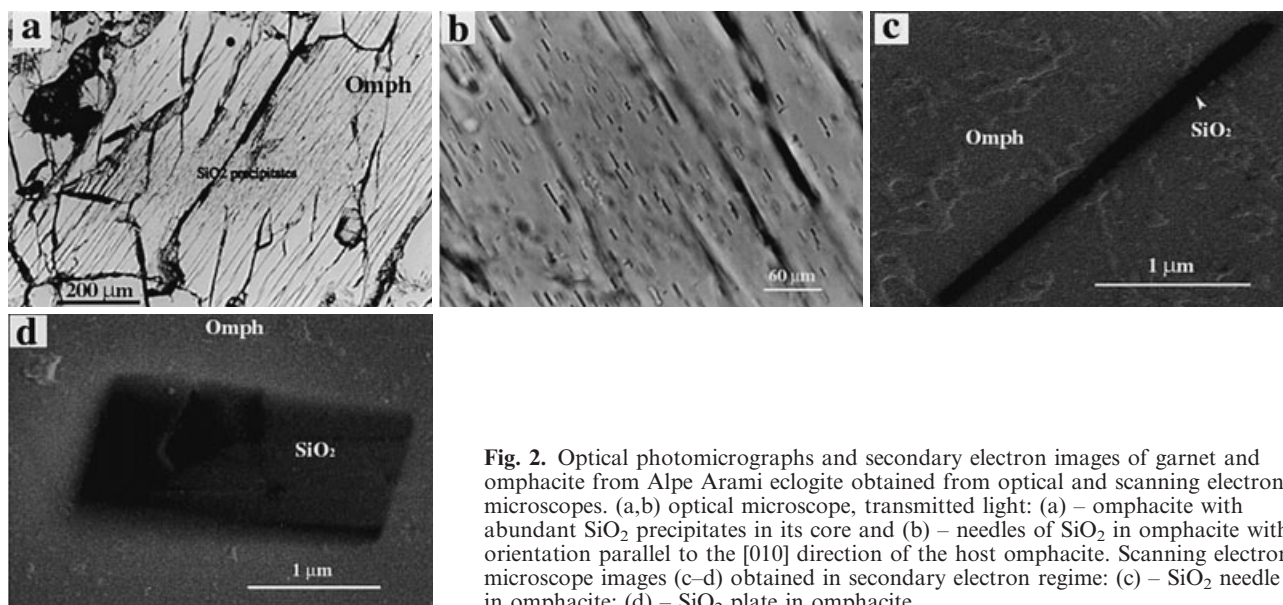 a
Omph
SiO2 precipitates
200 μm
b
60 μm
c
Omph
SiO₂
1 μm
d
Omph
SiO₂
1 μm
Fig. 2. Optical photomicrographs and secondary electron images of garnet and
omphacite from Alpe Arami eclogite obtained from optical and scanning electron
microscopes. (a,b) optical microscope, transmitted light: (a) – omphacite with
abundant SiO₂ precipitates in its core and (b) – needles of SiO₂ in omphacite with
orientation parallel to the [010] direction of the host omphacite. Scanning electron
microscope images (c–d) obtained in secondary electron regime: (c) – SiO₂ needle
in omphacite; (d) – SiO₂ plate in omphacite.